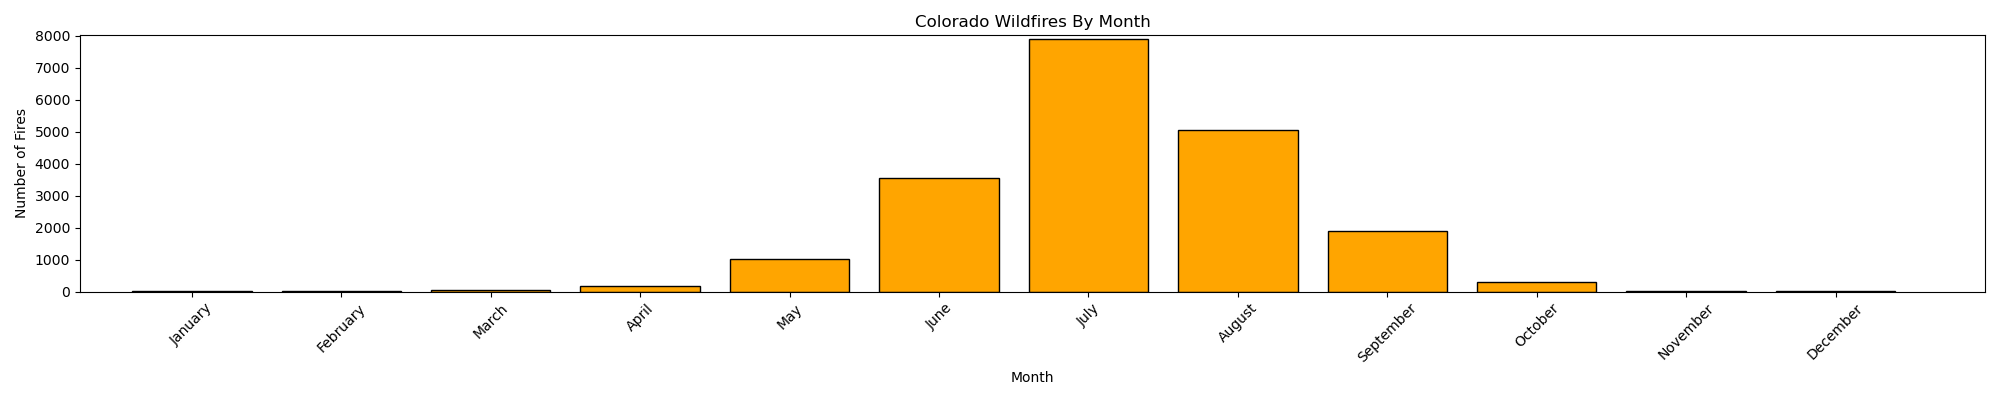 Colorado Wildfires By Month
Number of Fires
8000
7000
6000
5000
4000
3000
2000
1000
0
January
February
March
April
May
June
July
August
September
October
November
December
Month